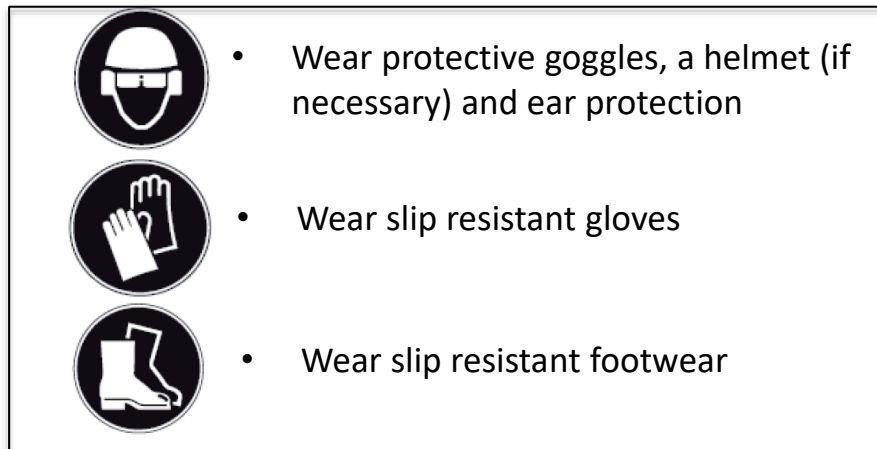 • Wear protective goggles, a helmet (if
necessary) and ear protection
• Wear slip resistant gloves
• Wear slip resistant footwear